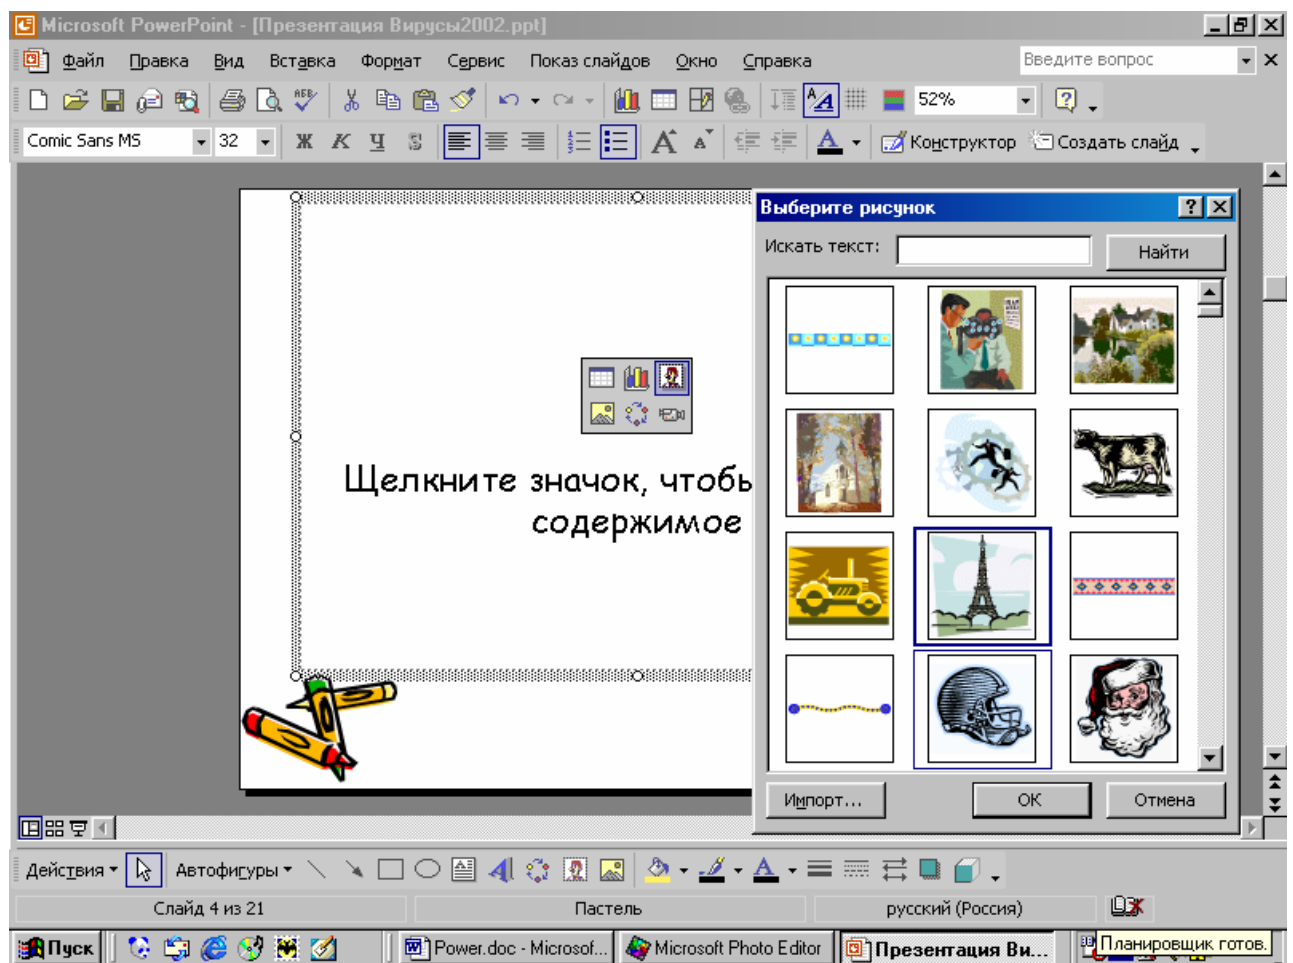 Microsoft PowerPoint - [Презентация Вирусы2002.ppt]
Файл Правка Вид Вставка Формат Сервис Показ слайдов Окно Справка Введите вопрос
52%
Comic Sans MS 32 Ж К Ч S Конструктор Создать слайд
Выберите рисунок
Искать текст: Найти
Щелкните значок, чтобы
содержимое
Импорт... ОК Отмена
Действия Автофигуры
Слайд 4 из 21 Пастель русский (Россия)
Пуск Power.doc - Microsof... Microsoft Photo Editor Презентация Ви... Планировщик готов.